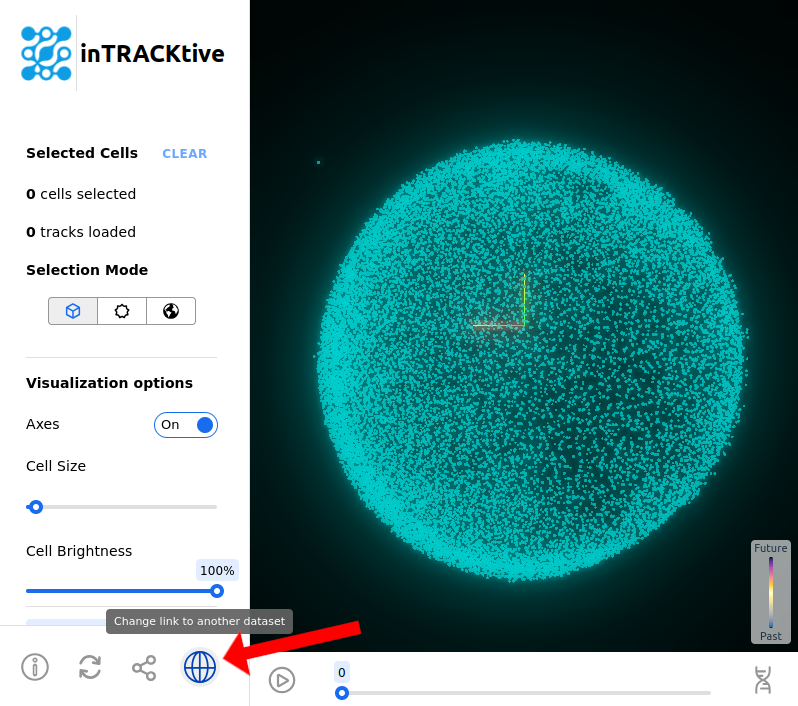 inTRACKtive
Selected Cells CLEAR
0 cells selected
0 tracks loaded
Selection Mode
Visualization options
Axes On
Cell Size
Cell Brightness
100%
Change link to another dataset
Future
Past
0